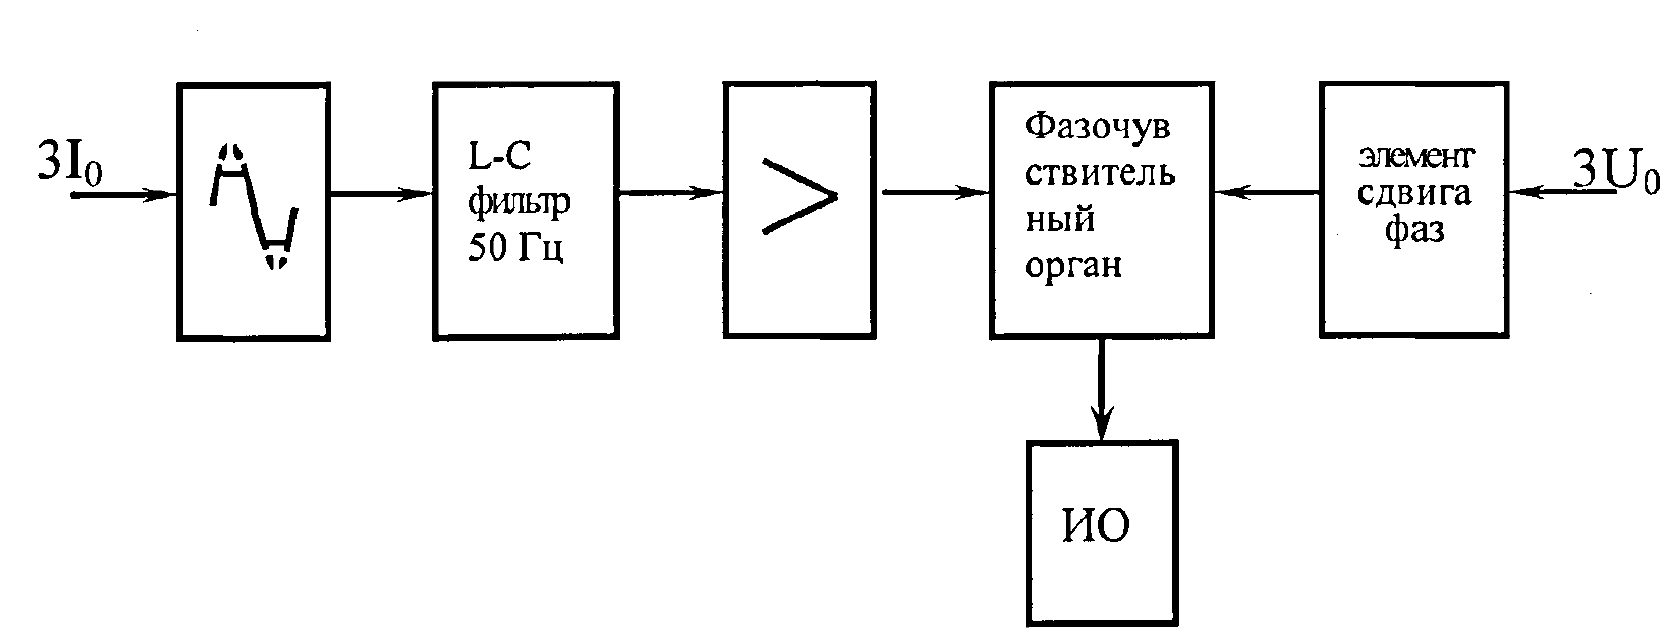 3I₀
L-C
фильтр
50 Гц
>
Фазочув
ствитель
ный
орган
элемент
сдвига
фаз
3U₀
ИО